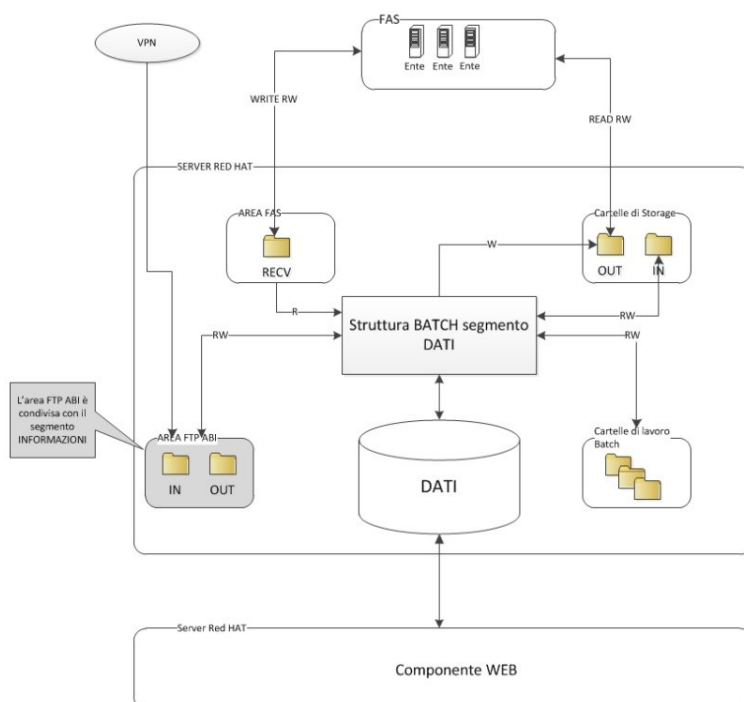 FAS
VPN
Ente Ente Ente
WRITE RW
READ RW
SERVER RED HAT
AREA FAS
RECV
Cartelle di Storage
OUT IN
W
R
RW
RW
RW
Struttura BATCH segmento
DATI
L'area FTP ABI è
condivisa con il
segmento
INFORMAZIONI
AREA FTP ABI
IN OUT
DATI
Cartelle di lavoro
Batch
Server Red HAT
Componente WEB